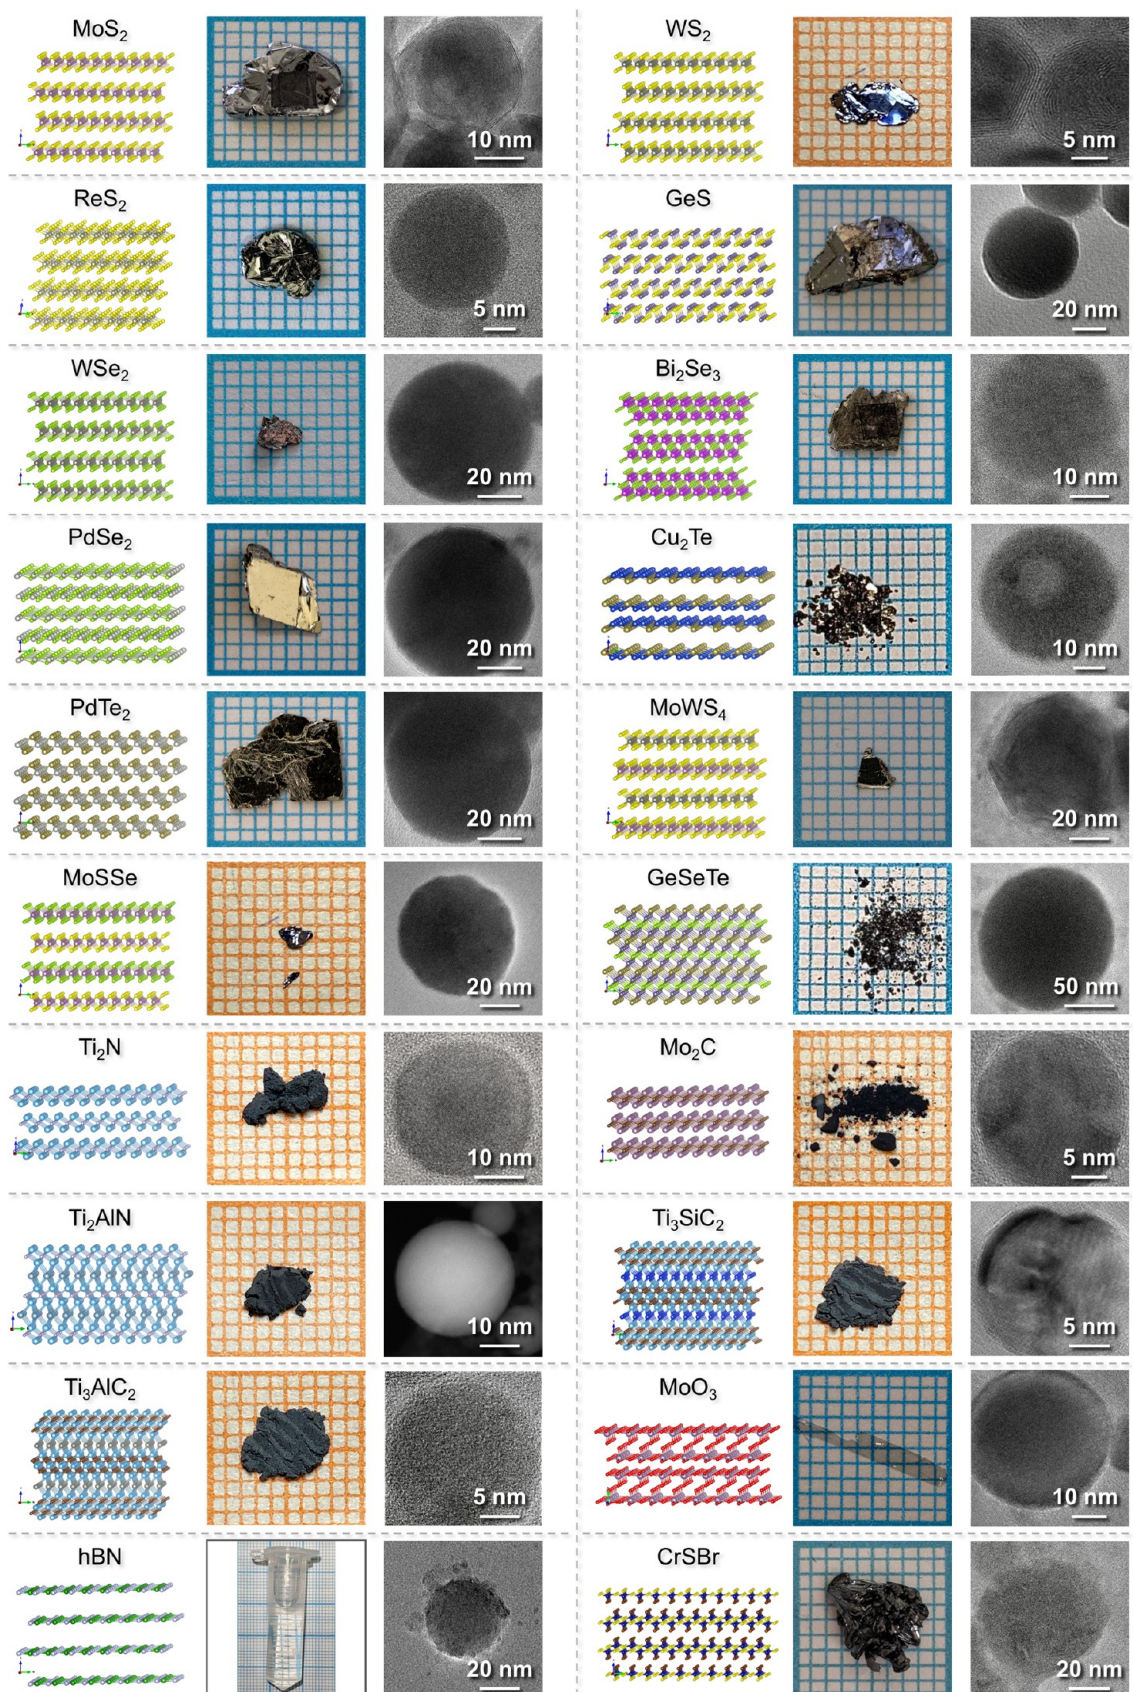 MoS₂
10 nm
WS₂
5 nm
ReS₂
5 nm
GeS
20 nm
WSe₂
20 nm
Bi₂Se₃
10 nm
PdSe₂
20 nm
Cu₂Te
10 nm
PdTe₂
20 nm
MoWS₄
20 nm
MoSSe
20 nm
GeSeTe
50 nm
Ti₂N
10 nm
Mo₂C
5 nm
Ti₂AlN
10 nm
Ti₃SiC₂
5 nm
Ti₃AlC₂
5 nm
MoO₃
10 nm
hBN
20 nm
CrSBr
20 nm